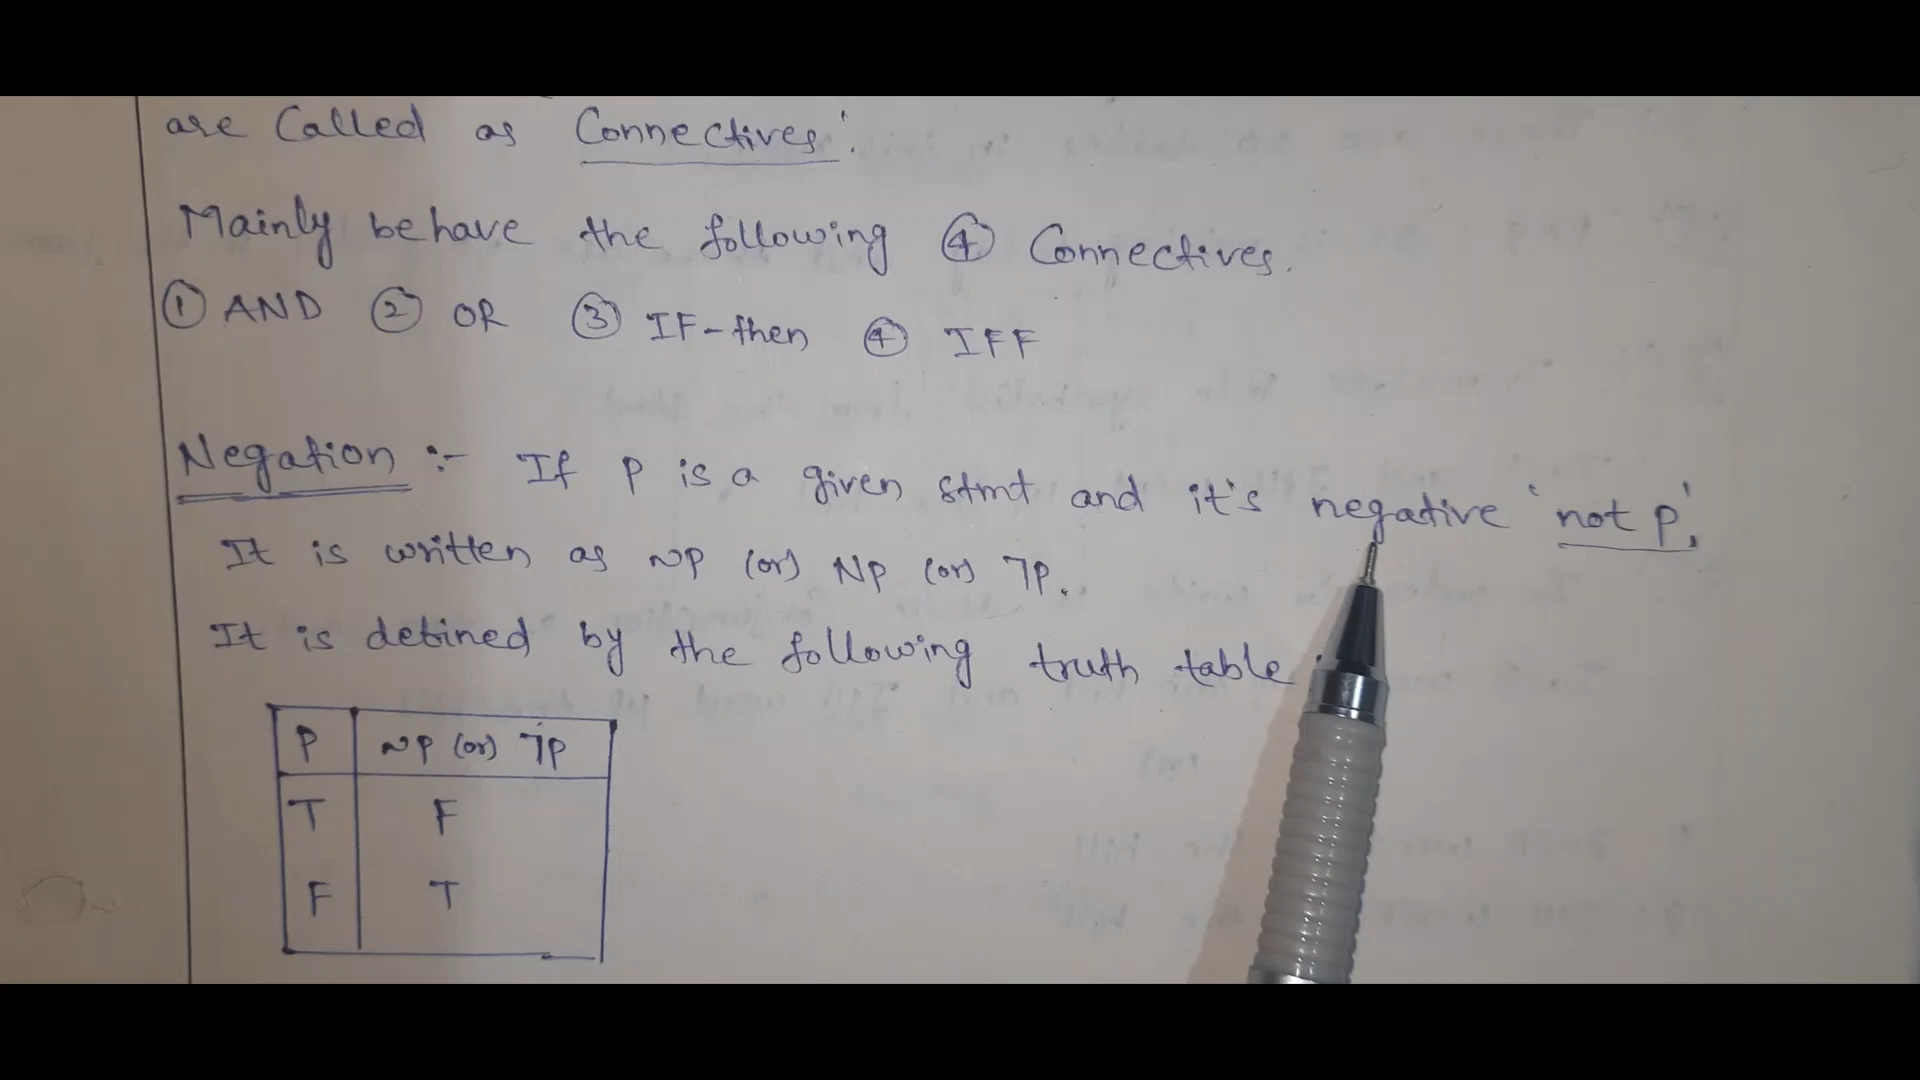 are Called as Connectives'.
Mainly behave the following ④ Connectives.
① AND ② OR ③ IF-then ④ IFF
Negation :- If P is a given stmt and it's negative 'not P'.
It is written as ~P (or) NP (or) ⌉P.
It is defined by the following truth table.
P ~P (or) ⌉P
T F
F T